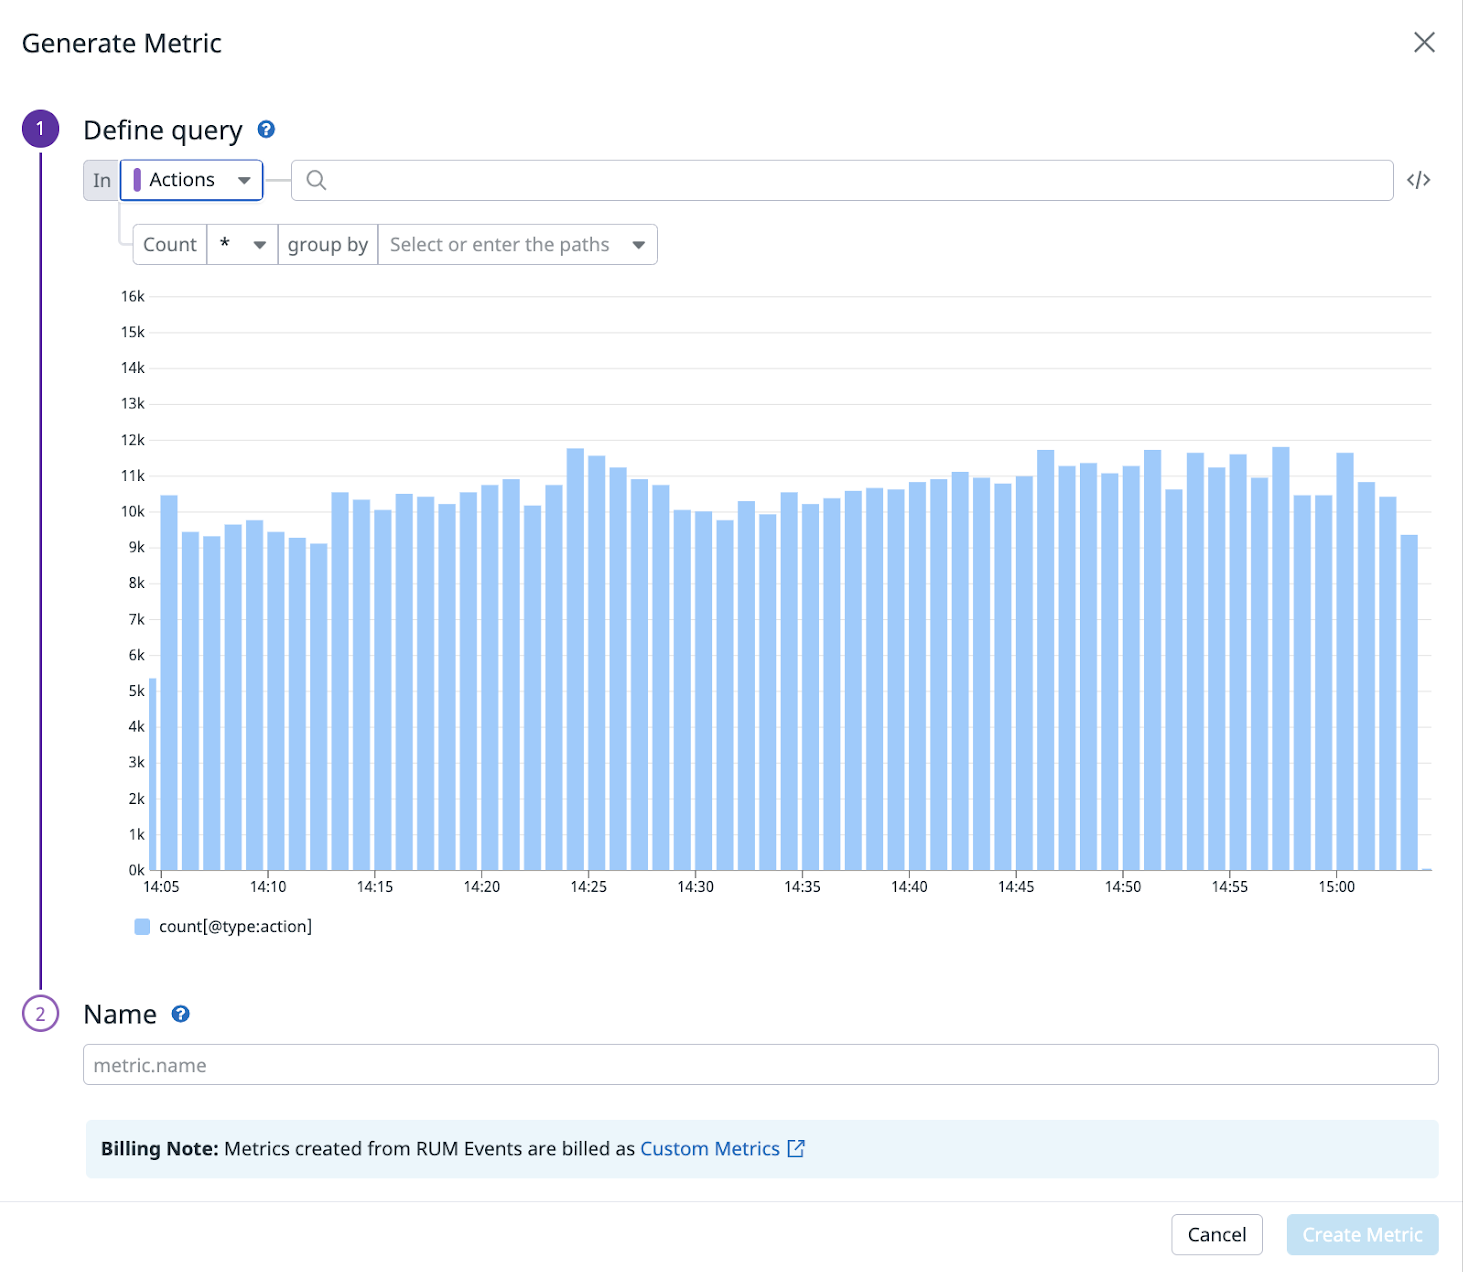 Generate Metric
1 Define query ?
In Actions </>
Count * group by Select or enter the paths
16k
15k
14k
13k
12k
11k
10k
9k
8k
7k
6k
5k
4k
3k
2k
1k
0k
14:05 14:10 14:15 14:20 14:25 14:30 14:35 14:40 14:45 14:50 14:55 15:00
count[@type:action]
2 Name ?
metric.name
Billing Note: Metrics created from RUM Events are billed as Custom Metrics
Cancel Create Metric